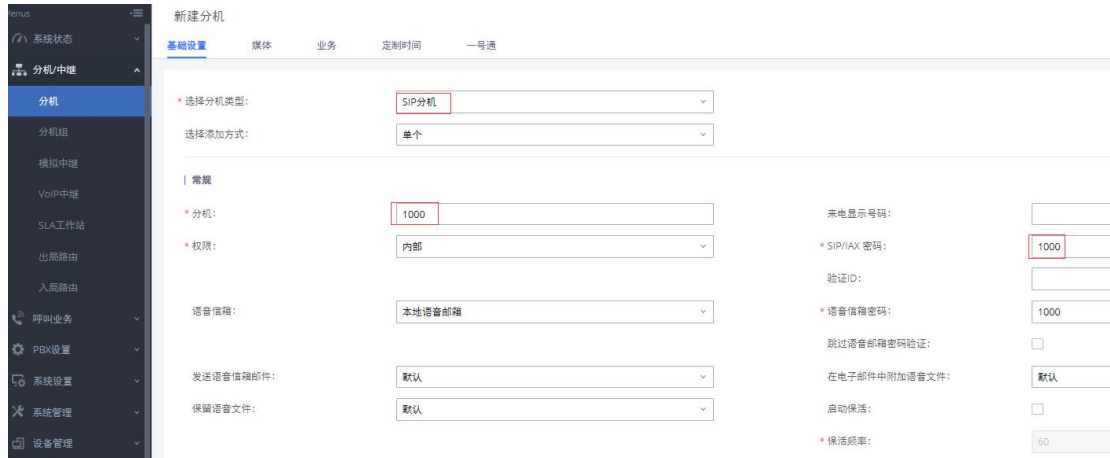 Menus
系统状态
分机/中继
分机
分机组
模拟中继
VoIP中继
SLA工作站
出局路由
入局路由
呼叫业务
PBX设置
系统设置
系统管理
设备管理
新建分机
基础设置 媒体 业务 定制时间 一号通
* 选择分机类型： SIP分机
选择添加方式： 单个
常规
* 分机： 1000 来电显示号码：
* 权限： 内部 * SIP/IAX 密码： 1000
验证ID：
语音信箱： 本地语音邮箱 * 语音信箱密码： 1000
跳过语音邮箱密码验证：
发送语音信箱邮件： 默认 在电子邮件中附加语音文件： 默认
保留语音文件： 默认 启动保活：
* 保活频率： 60